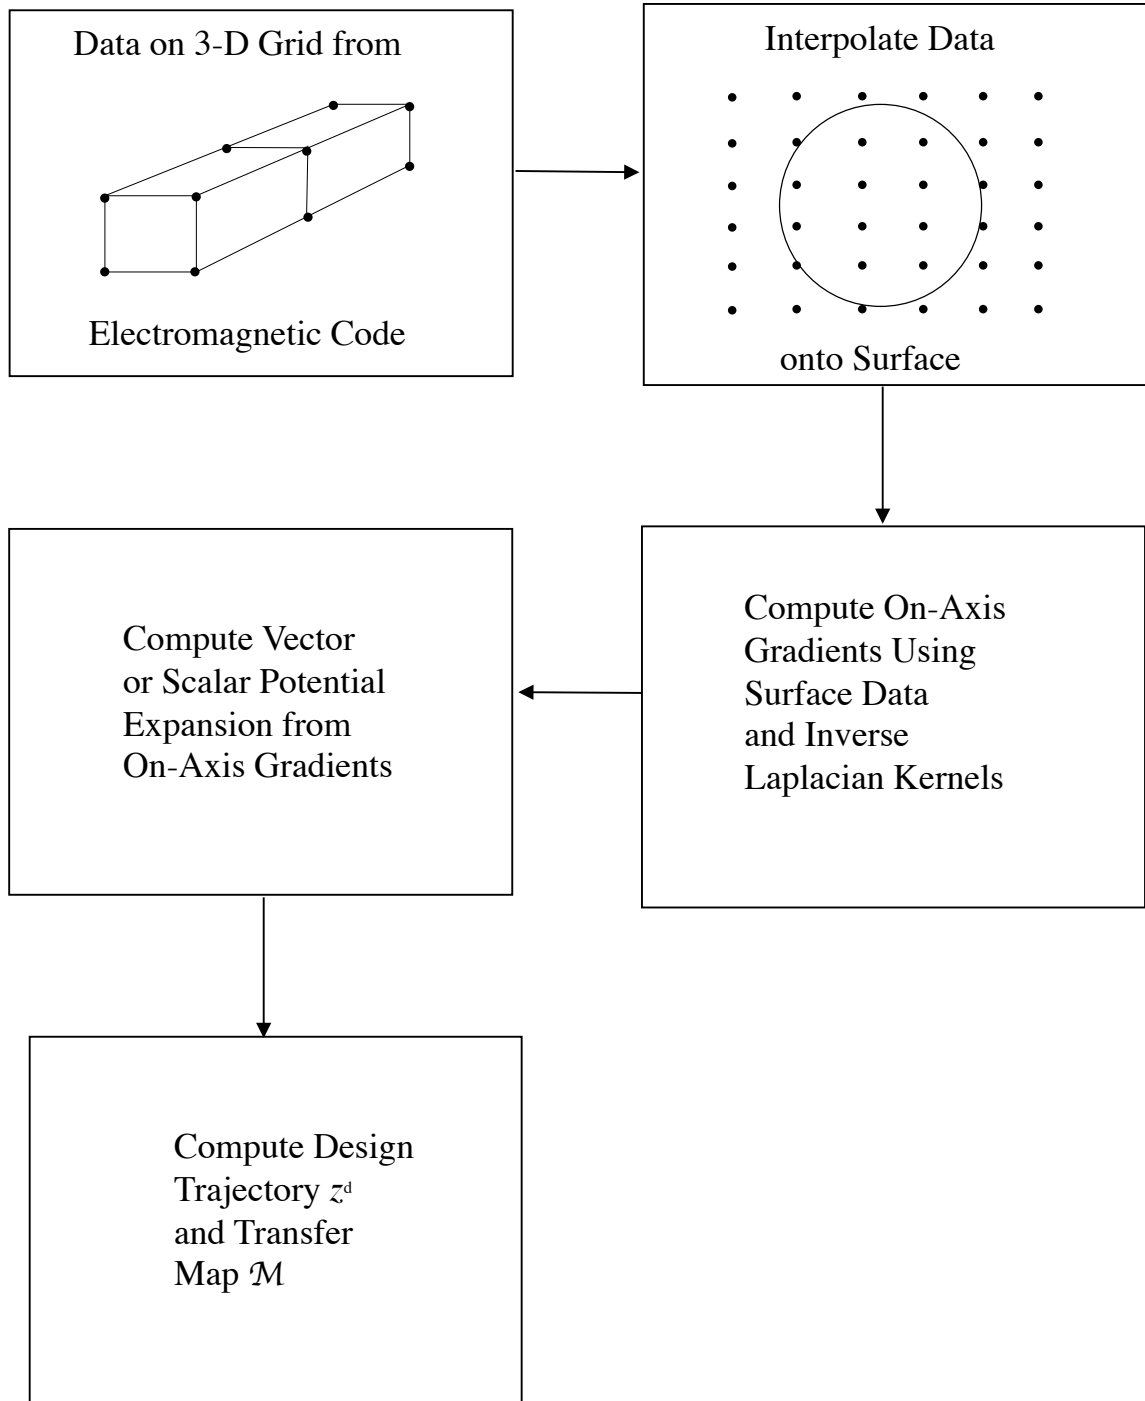 Data on 3-D Grid from
Electromagnetic Code
Interpolate Data
onto Surface
Compute On-Axis
Gradients Using
Surface Data
and Inverse
Laplacian Kernels
Compute Vector
or Scalar Potential
Expansion from
On-Axis Gradients
Compute Design
Trajectory zᵈ
and Transfer
Map ℳ